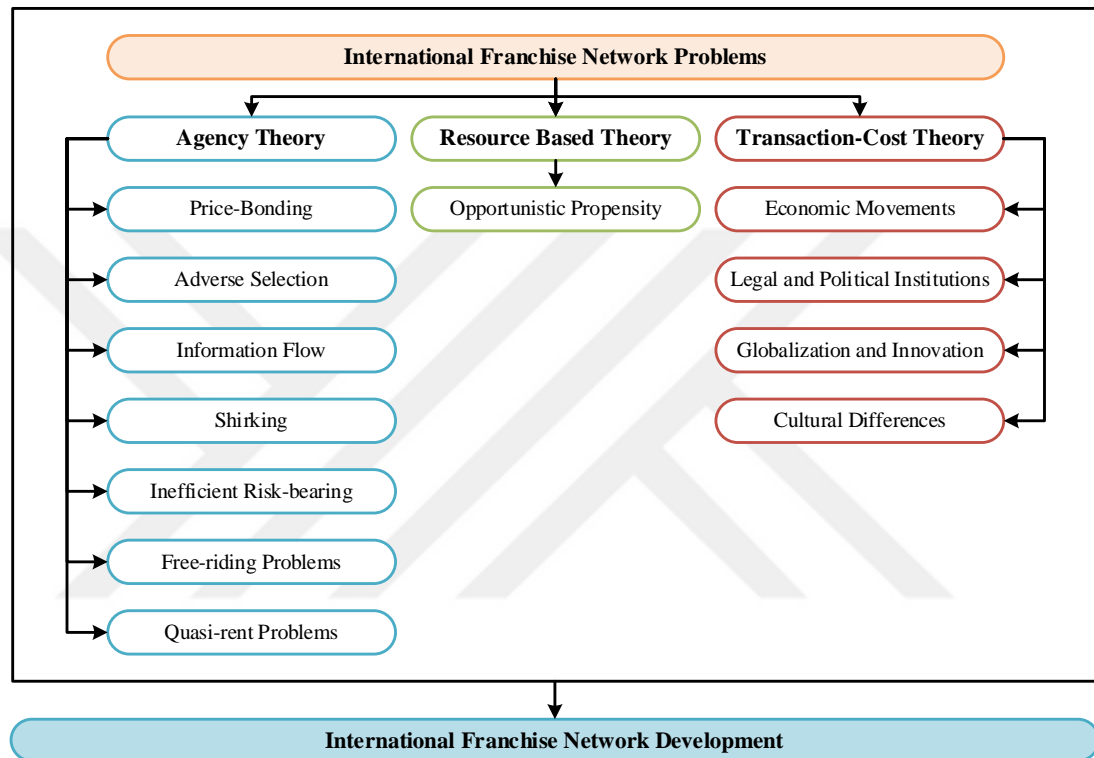 International Franchise Network Problems
Agency Theory
Price-Bonding
Adverse Selection
Information Flow
Shirking
Inefficient Risk-bearing
Free-riding Problems
Quasi-rent Problems
Resource Based Theory
Opportunistic Propensity
Transaction-Cost Theory
Economic Movements
Legal and Political Institutions
Globalization and Innovation
Cultural Differences
International Franchise Network Development